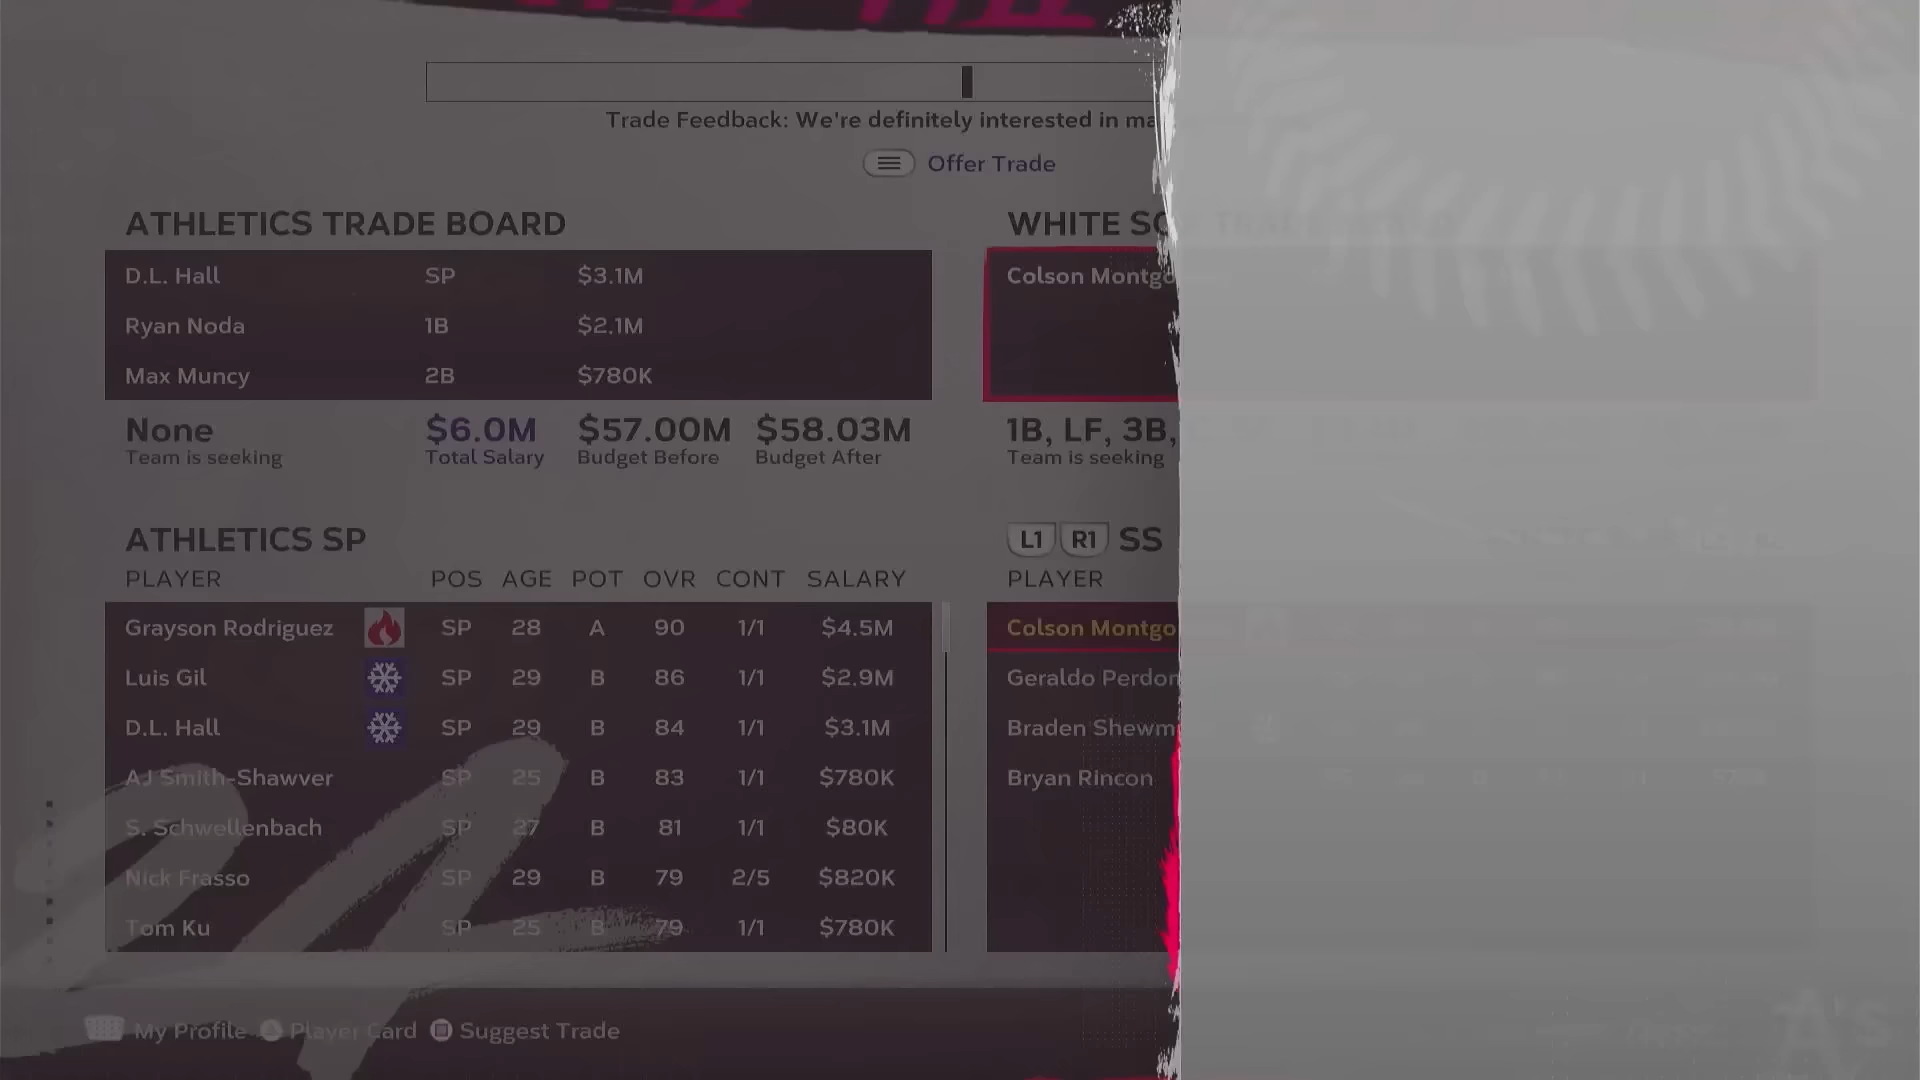 Trade Feedback: We're definitely interested in ma
Offer Trade
ATHLETICS TRADE BOARD
D.L. Hall SP $3.1M
Ryan Noda 1B $2.1M
Max Muncy 2B $780K
None $6.0M $57.00M $58.03M
Team is seeking Total Salary Budget Before Budget After
WHITE SO
Colson Montgo
1B, LF, 3B,
Team is seeking
ATHLETICS SP
PLAYER POS AGE POT OVR CONT SALARY
Grayson Rodriguez SP 28 A 90 1/1 $4.5M
Luis Gil SP 29 B 86 1/1 $2.9M
D.L. Hall SP 29 B 84 1/1 $3.1M
AJ Smith-Shawver SP 25 B 83 1/1 $780K
S. Schwellenbach SP 27 B 81 1/1 $80K
Nick Frasso SP 29 B 79 2/5 $820K
Tom Ku SP 25 B 79 1/1 $780K
L1 R1 SS
PLAYER
Colson Montgo
Geraldo Perdon
Braden Shewm
Bryan Rincon
My Profile Player Card Suggest Trade
A's